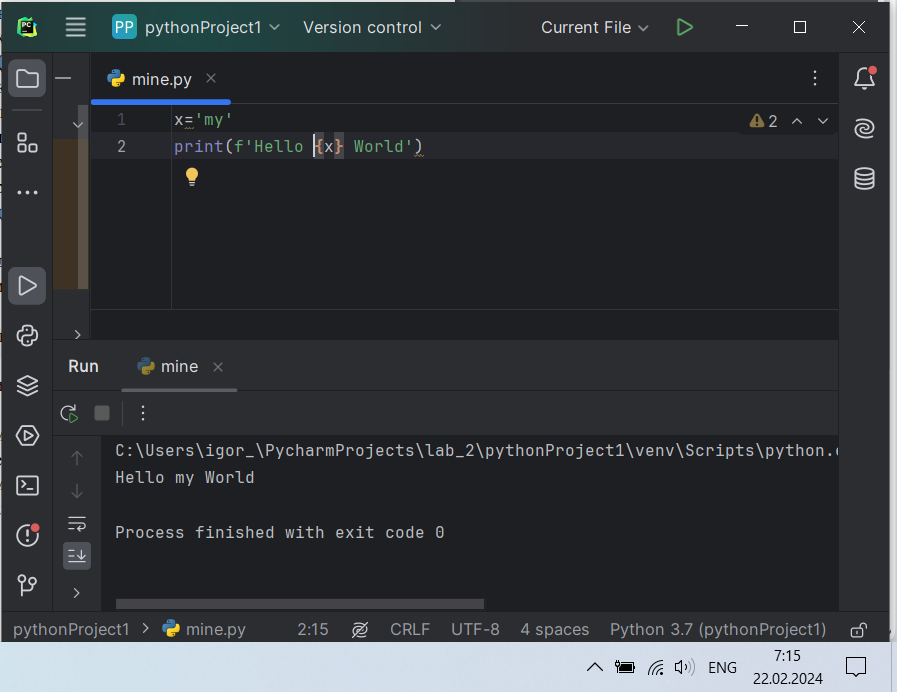 PC
PP pythonProject1 Version control Current File
mine.py
1 x='my'
2
2 print(f'Hello {x} World')
Run mine
C:\Users\igor_\PycharmProjects\lab_2\pythonProject1\venv\Scripts\python.
Hello my World
Process finished with exit code 0
pythonProject1 > mine.py 2:15 CRLF UTF-8 4 spaces Python 3.7 (pythonProject1)
ENG
7:15
22.02.2024